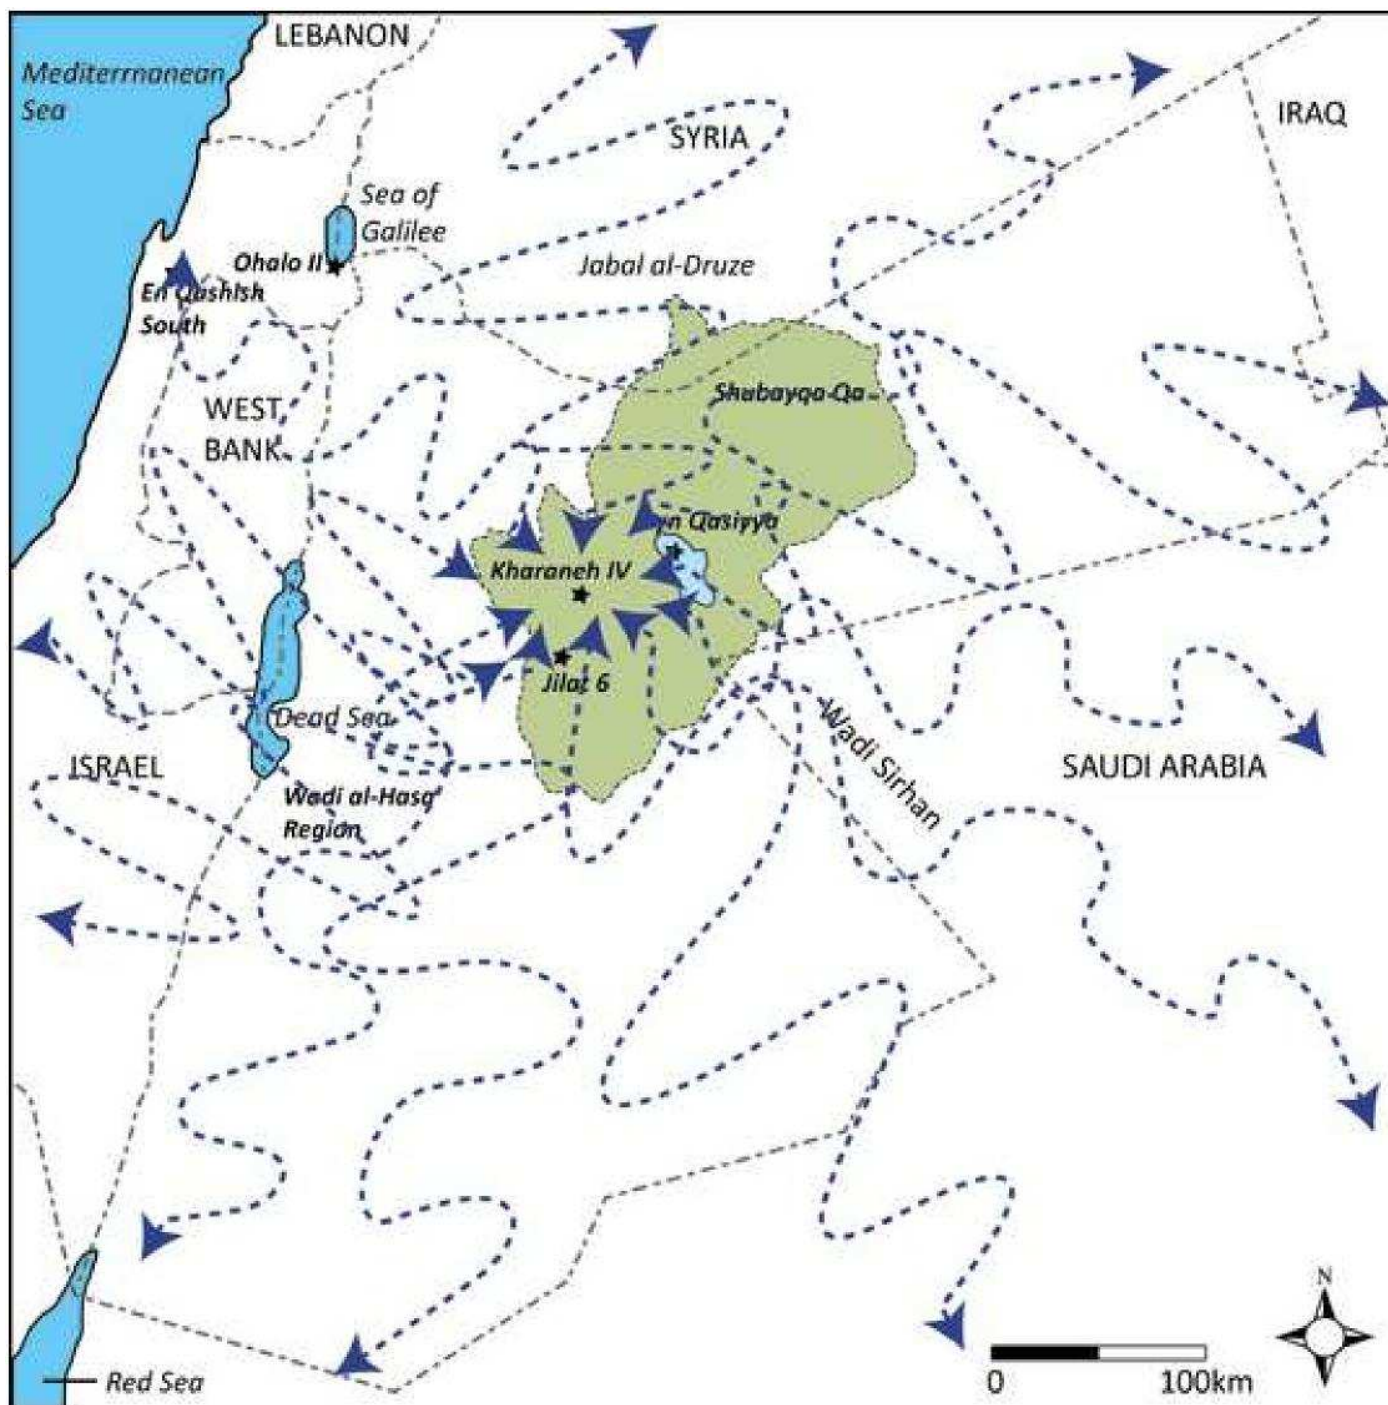 LEBANON
Mediterrnanean
Sea
SYRIA
IRAQ
Sea of
Galilee
Ohalo II
Jabal al-Druze
En Qashish
South
Shubayqa Qa
WEST
BANK
Qasiyya
Kharaneh IV
Jilat 6
Dead Sea
Wadi Sirhan
ISRAEL
SAUDI ARABIA
Wadi al-Hasa
Region
N
0 100km
Red Sea